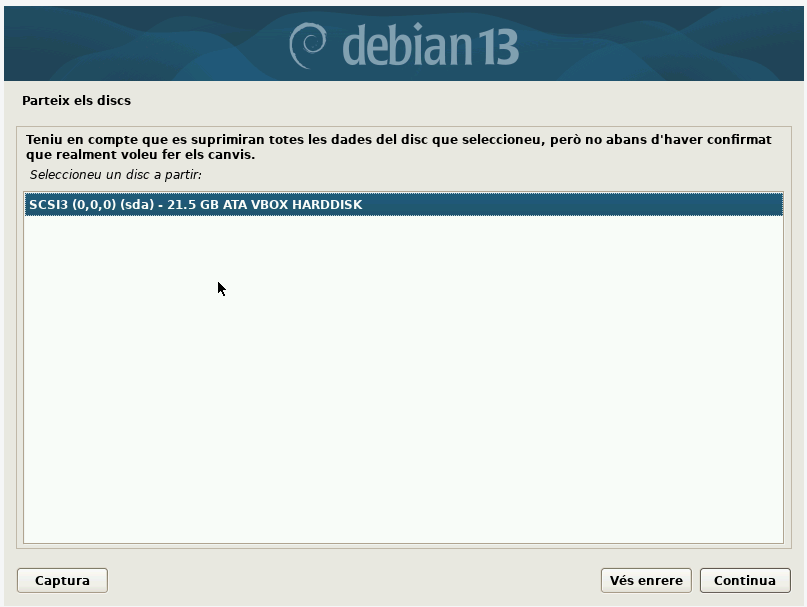 debian 13
Parteix els discs
Teniu en compte que es suprimiran totes les dades del disc que seleccioneu, però no abans d'haver confirmat
que realment voleu fer els canvis.
Seleccioneu un disc a partir:
SCSI3 (0,0,0) (sda) - 21.5 GB ATA VBOX HARDDISK
Captura
Vés enrere
Continua